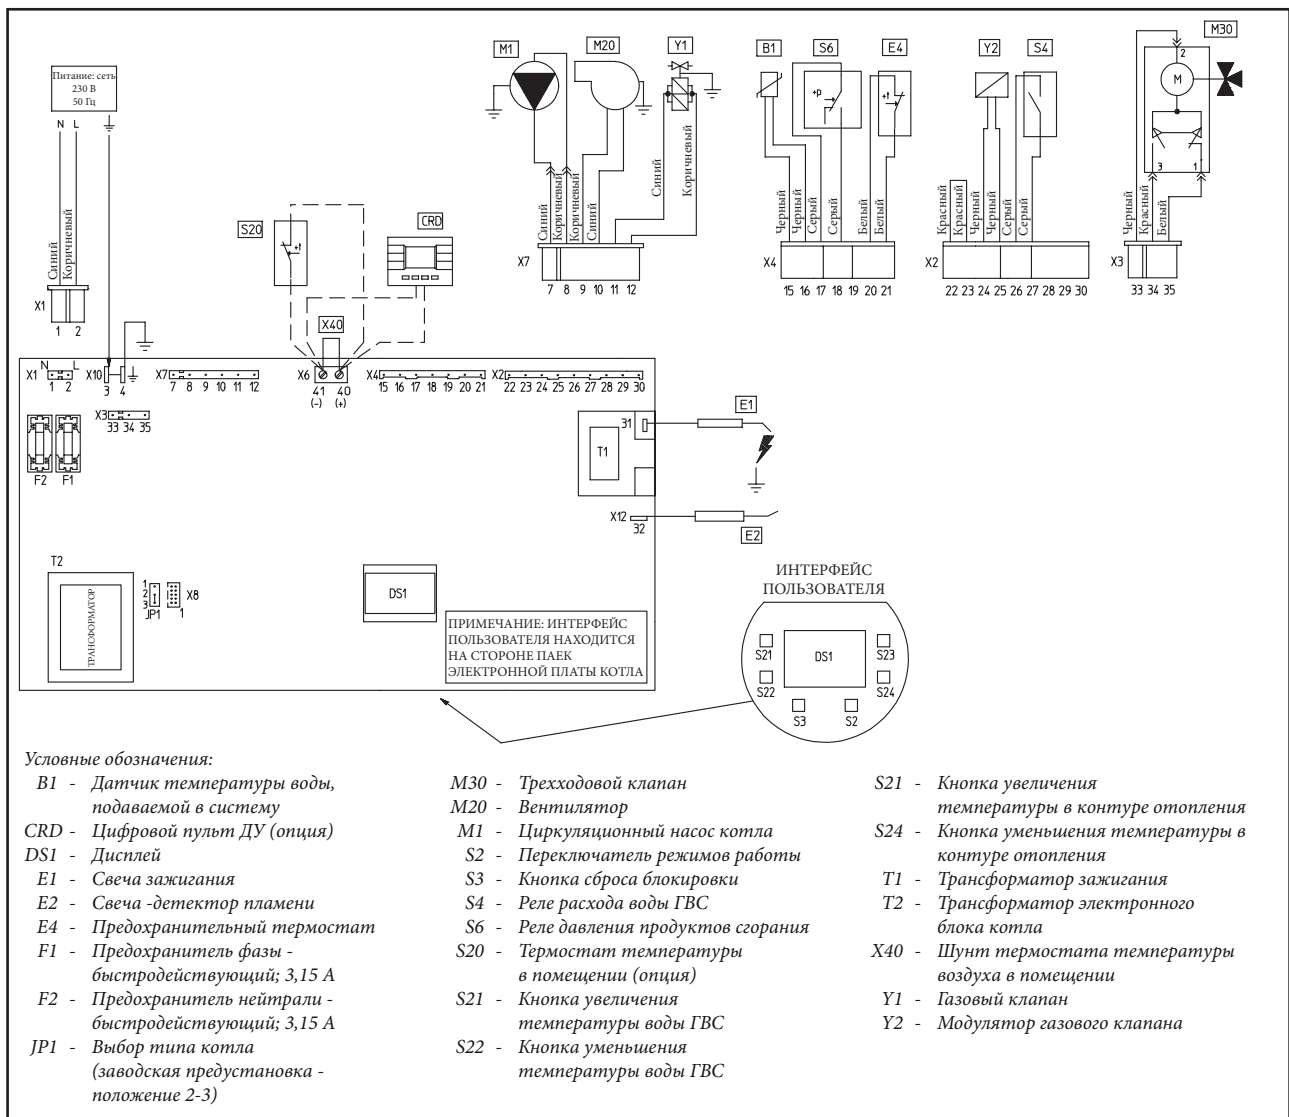 M1
M20
Y1
B1
S6
E4
Y2
S4
M30
Питание: сеть
230 В
50 Гц
N L
2
M
3 1
+p
+t
Синий
Коричневый
Синий
Коричневый
Коричневый
Синий
Синий
Коричневый
Черный
Черный
Серый
Серый
Белый
Белый
Красный
Красный
Черный
Черный
Серый
Серый
Черный
Красный
Белый
S20
+t
CRD
X1
1 2
X7
7 8 9 10 11 12
X4
15 16 17 18 19 20 21
X2
22 23 24 25 26 27 28 29 30
X3
33 34 35
X40
X1 N L
1 2
X10
3 4
X7
7 8 9 10 11 12
X6
41 40
(-) (+)
X4
15 16 17 18 19 20 21
X2
22 23 24 25 26 27 28 29 30
X3
33 34 35
F2 F1
31
T1
E1
X12
32
E2
T2
ТРАНСФОРМАТОР
1
2
3
JP1
X8
1
DS1
ПРИМЕЧАНИЕ: ИНТЕРФЕЙС
ПОЛЬЗОВАТЕЛЯ НАХОДИТСЯ
НА СТОРОНЕ ПАЕК
ЭЛЕКТРОННОЙ ПЛАТЫ КОТЛА
ИНТЕРФЕЙС
ПОЛЬЗОВАТЕЛЯ
S21
DS1
S23
S22
S24
S3
S2
Условные обозначения:
B1 - Датчик температуры воды,
подаваемой в систему
CRD - Цифровой пульт ДУ (опция)
DS1 - Дисплей
E1 - Свеча зажигания
E2 - Свеча -детектор пламени
E4 - Предохранительный термостат
F1 - Предохранитель фазы -
быстродействующий; 3,15 А
F2 - Предохранитель нейтрали -
быстродействующий; 3,15 А
JP1 - Выбор типа котла
(заводская предустановка -
положение 2-3)
M30 - Трехходовой клапан
M20 - Вентилятор
M1 - Циркуляционный насос котла
S2 - Переключатель режимов работы
S3 - Кнопка сброса блокировки
S4 - Реле расхода воды ГВС
S6 - Реле давления продуктов сгорания
S20 - Термостат температуры
в помещении (опция)
S21 - Кнопка увеличения
температуры воды ГВС
S22 - Кнопка уменьшения
температуры воды ГВС
S21 - Кнопка увеличения
температуры в контуре отопления
S24 - Кнопка уменьшения температуры в
контуре отопления
T1 - Трансформатор зажигания
T2 - Трансформатор электронного
блока котла
X40 - Шунт термостата температуры
воздуха в помещении
Y1 - Газовый клапан
Y2 - Модулятор газового клапана